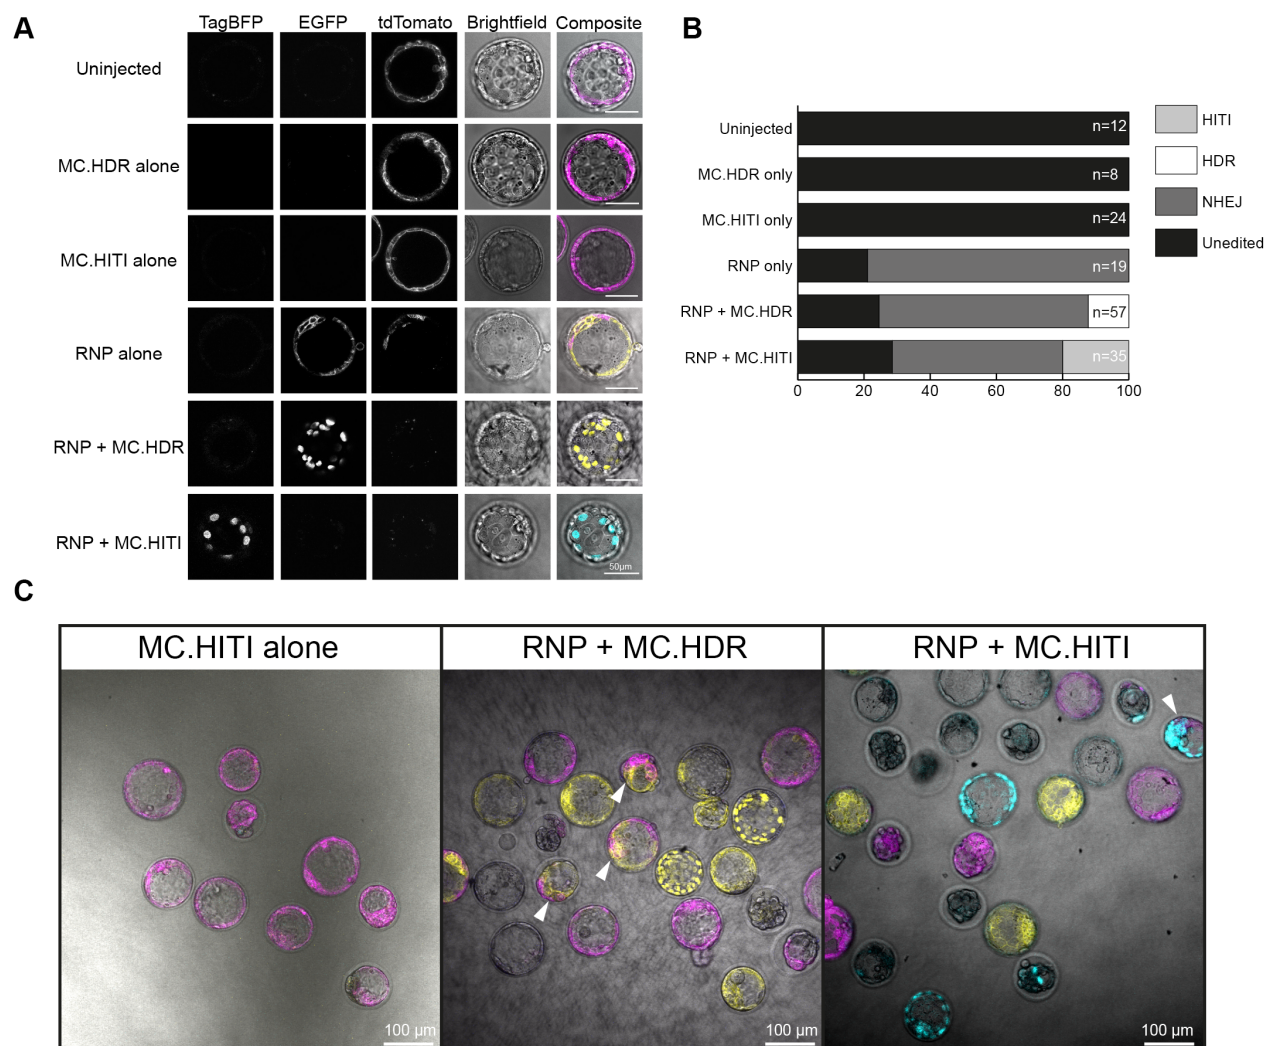 A
TagBFP EGFP tdTomato Brightfield Composite
Uninjected
MC.HDR alone
MC.HITI alone
RNP alone
RNP + MC.HDR
RNP + MC.HITI
50µm
B
Uninjected n=12
MC.HDR only n=8
MC.HITI only n=24
RNP only n=19
RNP + MC.HDR n=57
RNP + MC.HITI n=35
0 20 40 60 80 100
HITI
HDR
NHEJ
Unedited
C
MC.HITI alone RNP + MC.HDR RNP + MC.HITI
100 µm 100 µm 100 µm